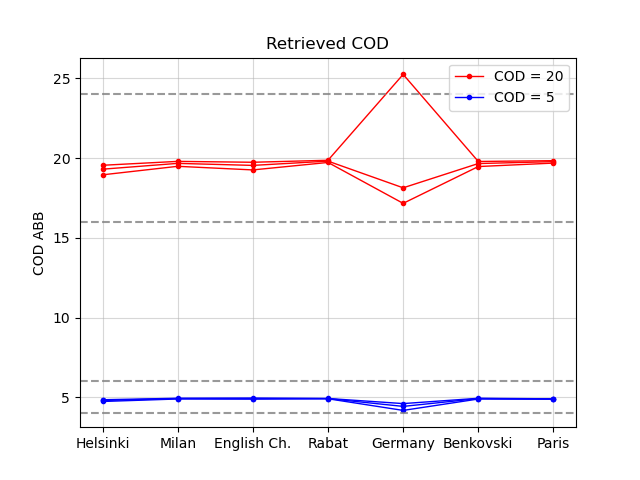 Retrieved COD
COD = 20
COD = 5
25
20
15
10
5
COD ABB
Helsinki Milan English Ch. Rabat Germany Benkovski Paris